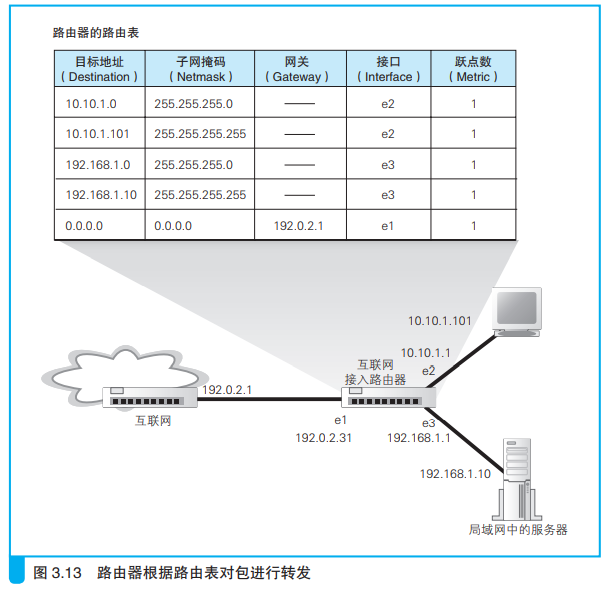 路由器的路由表
目标地址 子网掩码 网关 接口 跃点数
（Destination） （Netmask） （Gateway） （Interface） （Metric）
10.10.1.0 255.255.255.0 —— e2 1
10.10.1.101 255.255.255.255 —— e2 1
192.168.1.0 255.255.255.0 —— e3 1
192.168.1.10 255.255.255.255 —— e3 1
0.0.0.0 0.0.0.0 192.0.2.1 e1 1
10.10.1.101
10.10.1.1
互联网
接入路由器
e2
192.0.2.1
互联网
e1
192.0.2.31
e3
192.168.1.1
192.168.1.10
局域网中的服务器
图 3.13 路由器根据路由表对包进行转发